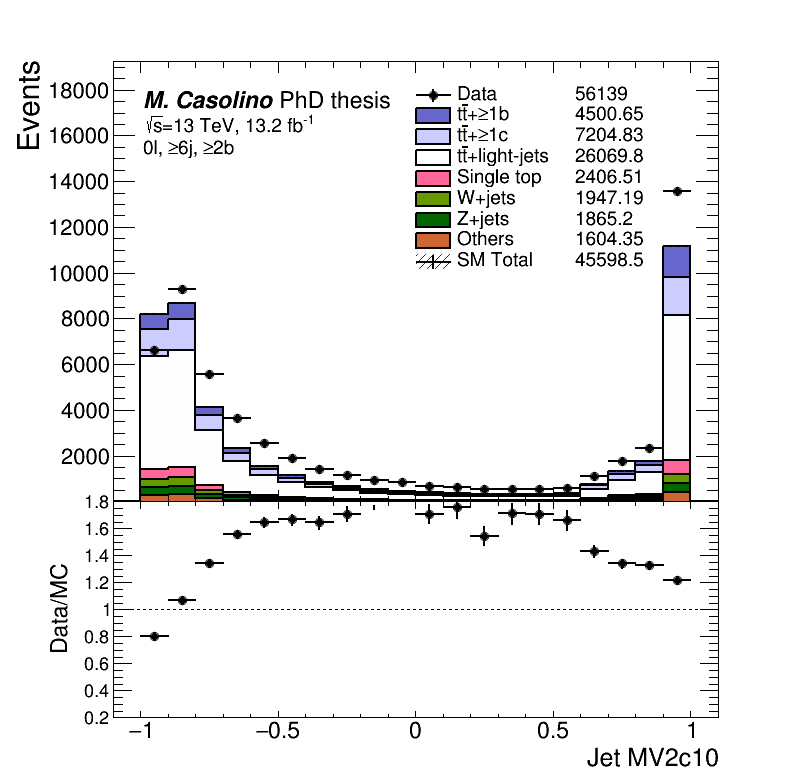 Events
18000
16000
14000
12000
10000
8000
6000
4000
2000
M. Casolino PhD thesis
√s=13 TeV, 13.2 fb-1
0l, ≥6j, ≥2b
Data 56139
tt̄+≥1b 4500.65
tt̄+≥1c 7204.83
tt̄+light-jets 26069.8
Single top 2406.51
W+jets 1947.19
Z+jets 1865.2
Others 1604.35
SM Total 45598.5
Data/MC
1.8
1.6
1.4
1.2
1
0.8
0.6
0.4
0.2
−1 −0.5 0 0.5 1
Jet MV2c10